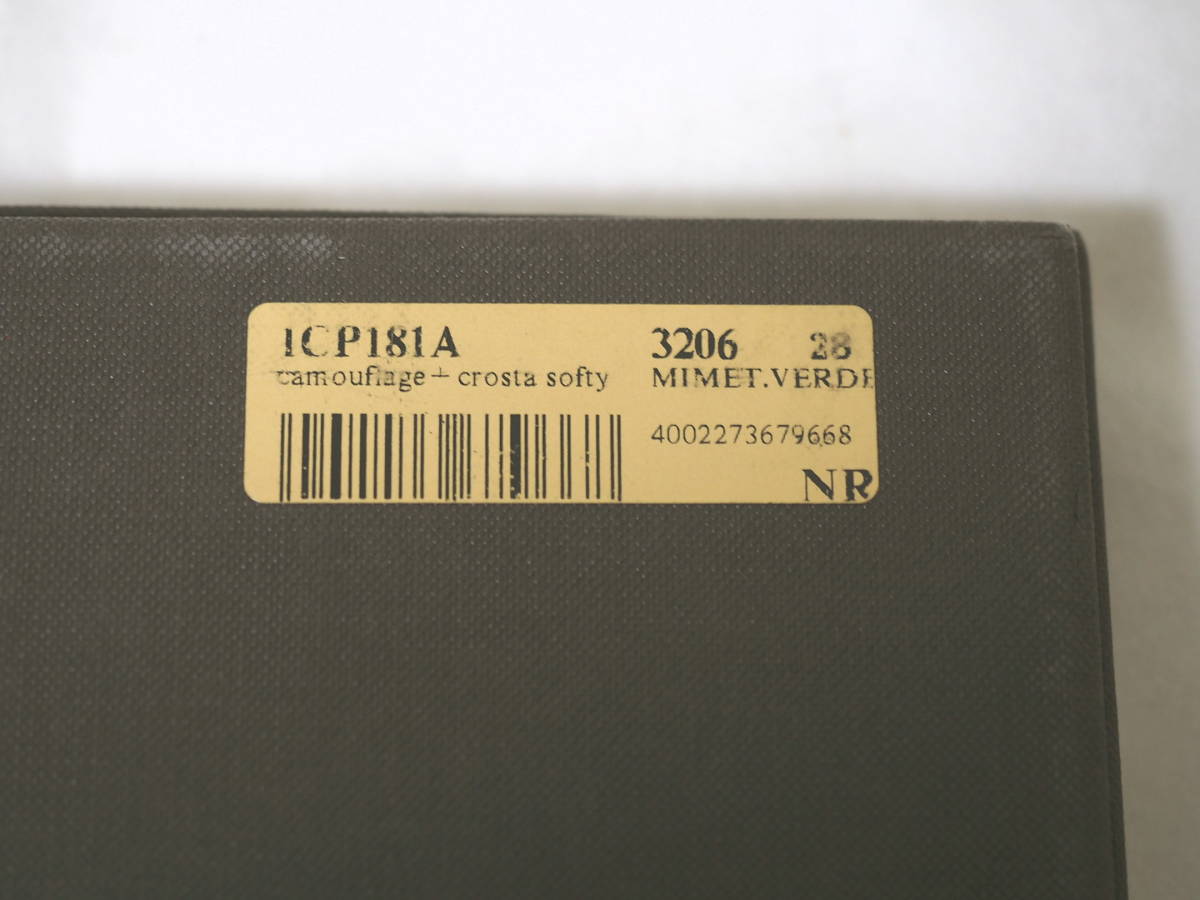 1CP181A 3206 28
camouflage + crosta softy MIMET.VERDE
4002273679668
NR